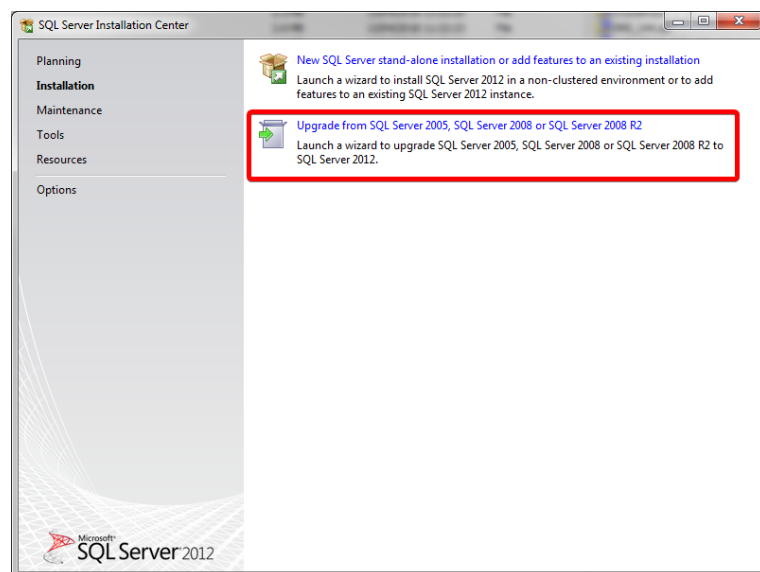 SQL Server Installation Center
Planning
Installation
Maintenance
Tools
Resources
Options
New SQL Server stand-alone installation or add features to an existing installation
Launch a wizard to install SQL Server 2012 in a non-clustered environment or to add
features to an existing SQL Server 2012 instance.
Upgrade from SQL Server 2005, SQL Server 2008 or SQL Server 2008 R2
Launch a wizard to upgrade SQL Server 2005, SQL Server 2008 or SQL Server 2008 R2 to
SQL Server 2012.
Microsoft
SQL Server 2012